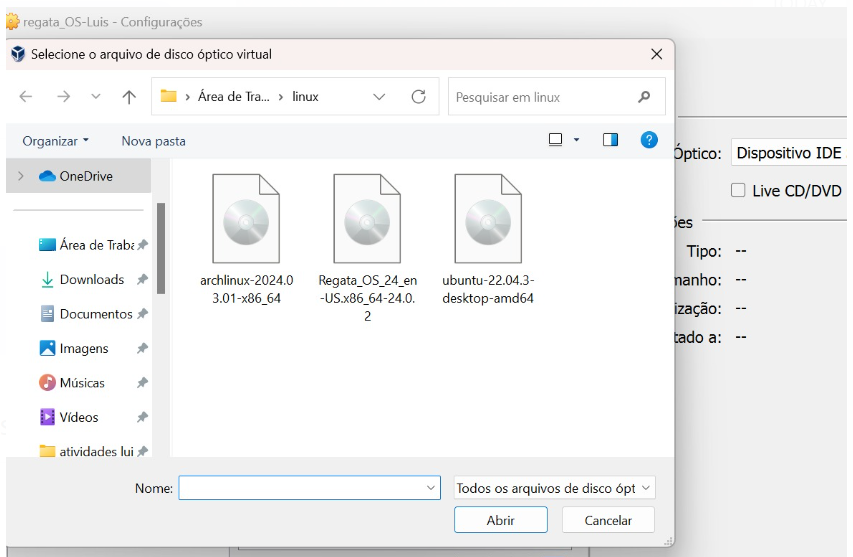 regata_OS-Luis - Configurações
Selecione o arquivo de disco óptico virtual
Área de Tra...
linux
Pesquisar em linux
Organizar
Nova pasta
OneDrive
Área de Traba
Downloads
Documentos
Imagens
Músicas
Vídeos
atividades lui
archlinux-2024.0
3.01-x86_64
Regata_OS_24_en
-US.x86_64-24.0.
2
ubuntu-22.04.3-
desktop-amd64
Óptico: Dispositivo IDE
Live CD/DVD
ões
Tipo: --
manho: --
ização: --
tado a: --
Nome:
Todos os arquivos de disco ópt
Abrir
Cancelar